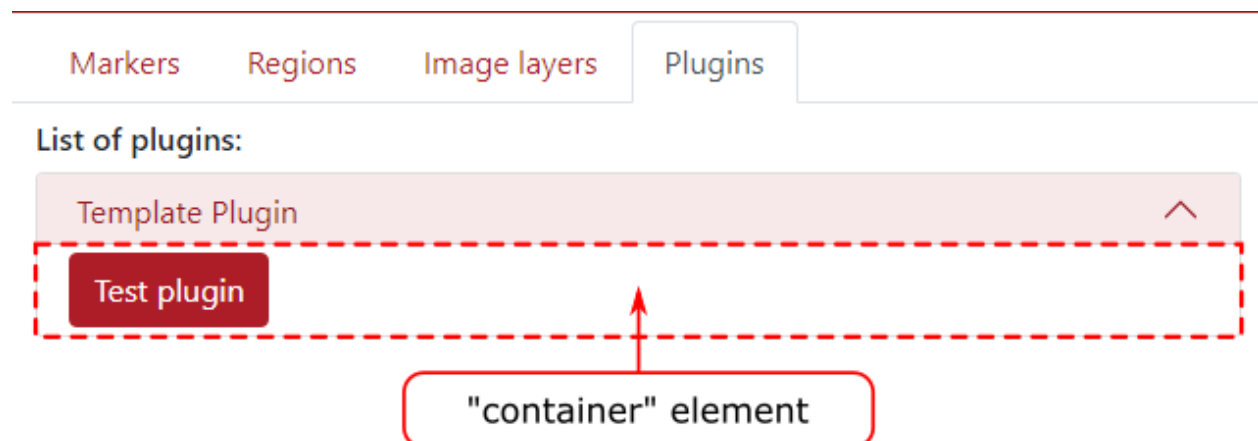 Markers Regions Image layers Plugins
List of plugins:
Template Plugin
Test plugin
"container" element